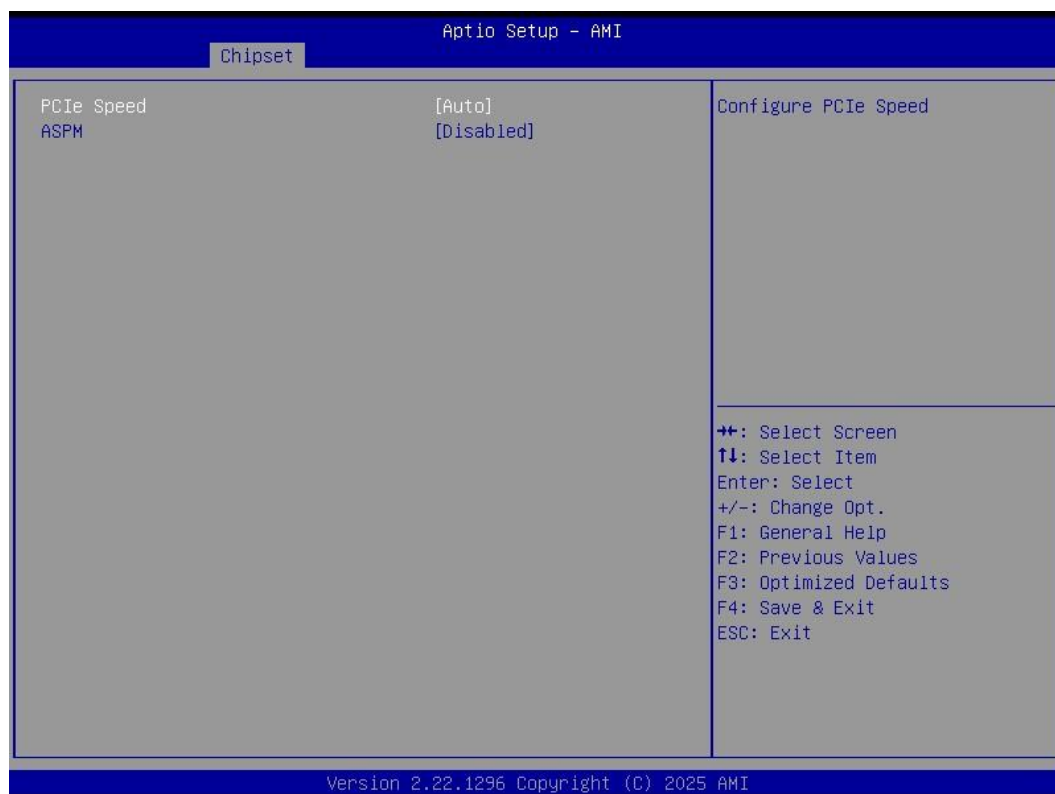 Aptio Setup - AMI
Chipset
PCIe Speed [Auto]
ASPM [Disabled]
Configure PCIe Speed
→←: Select Screen
↑↓: Select Item
Enter: Select
+/-: Change Opt.
F1: General Help
F2: Previous Values
F3: Optimized Defaults
F4: Save & Exit
ESC: Exit
Version 2.22.1296 Copyright (C) 2025 AMI